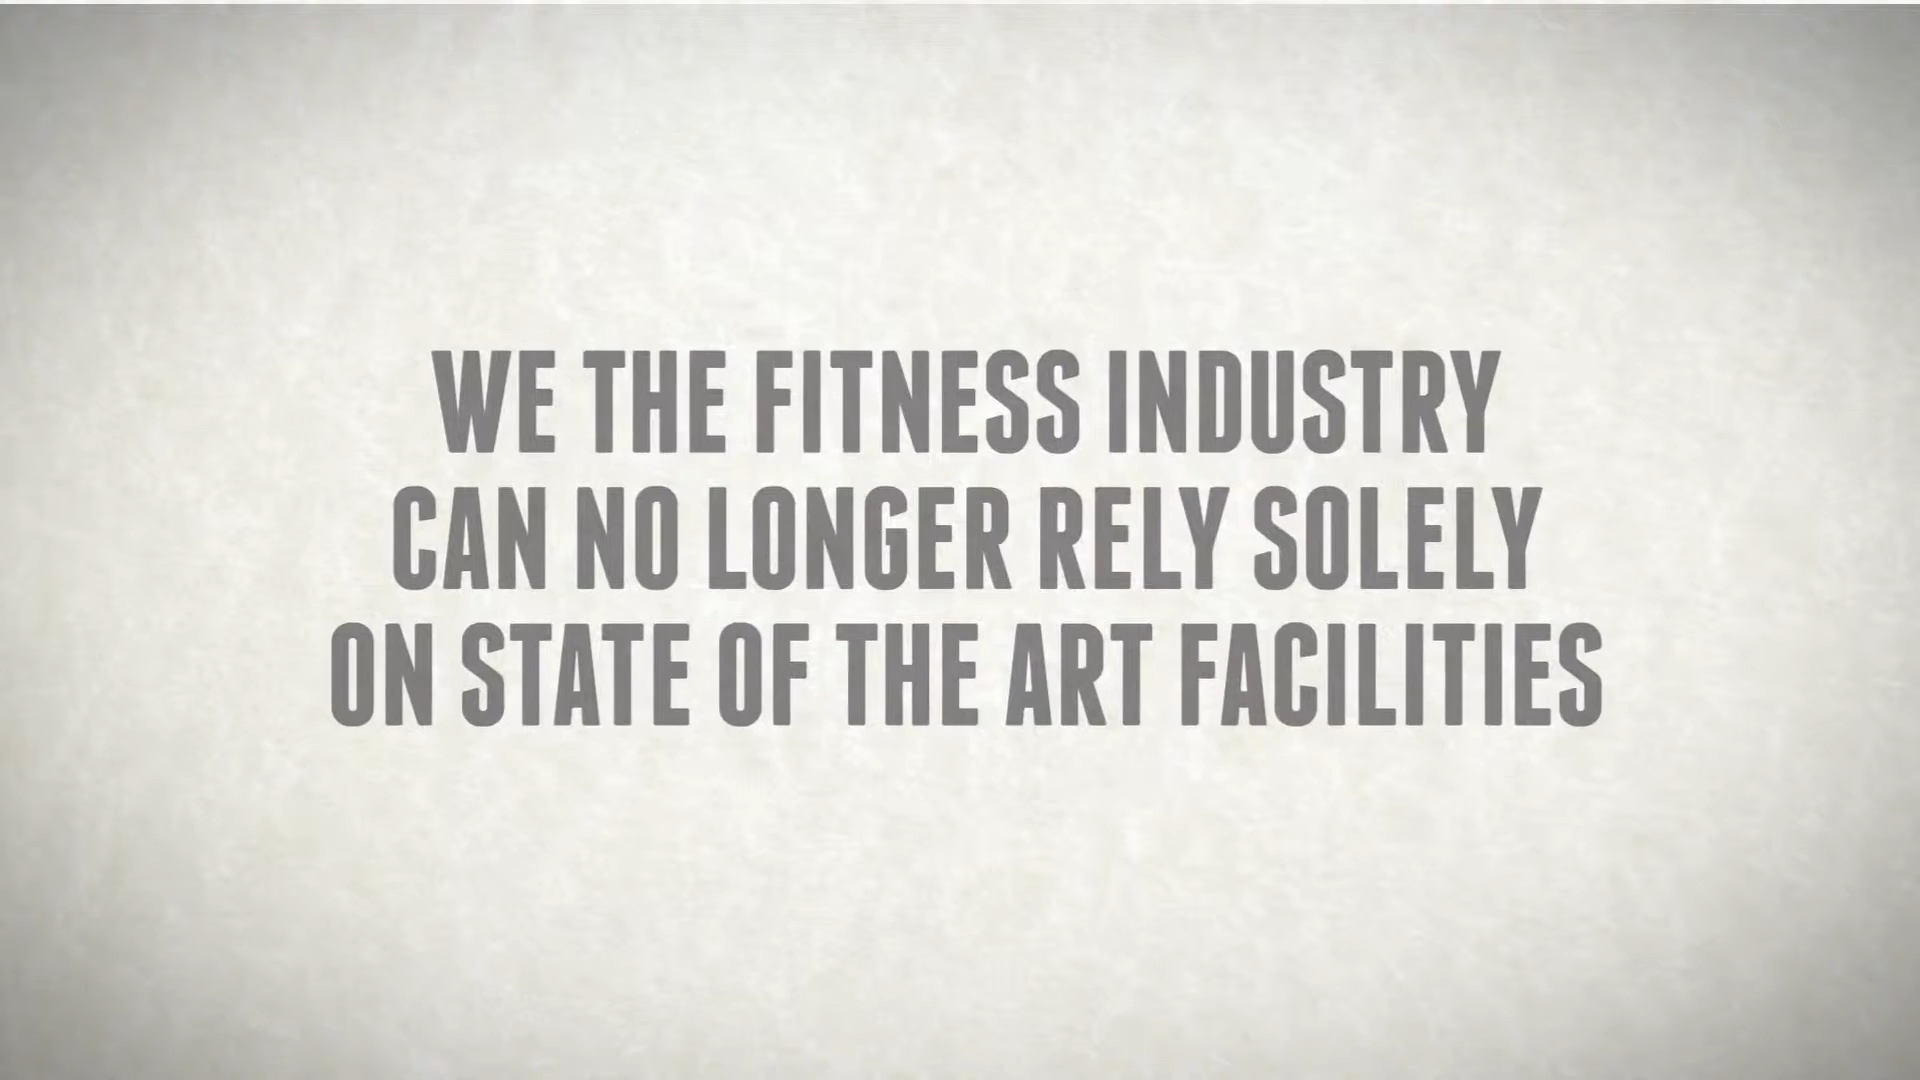 WE THE FITNESS INDUSTRY
CAN NO LONGER RELY SOLELY
ON STATE OF THE ART FACILITIES